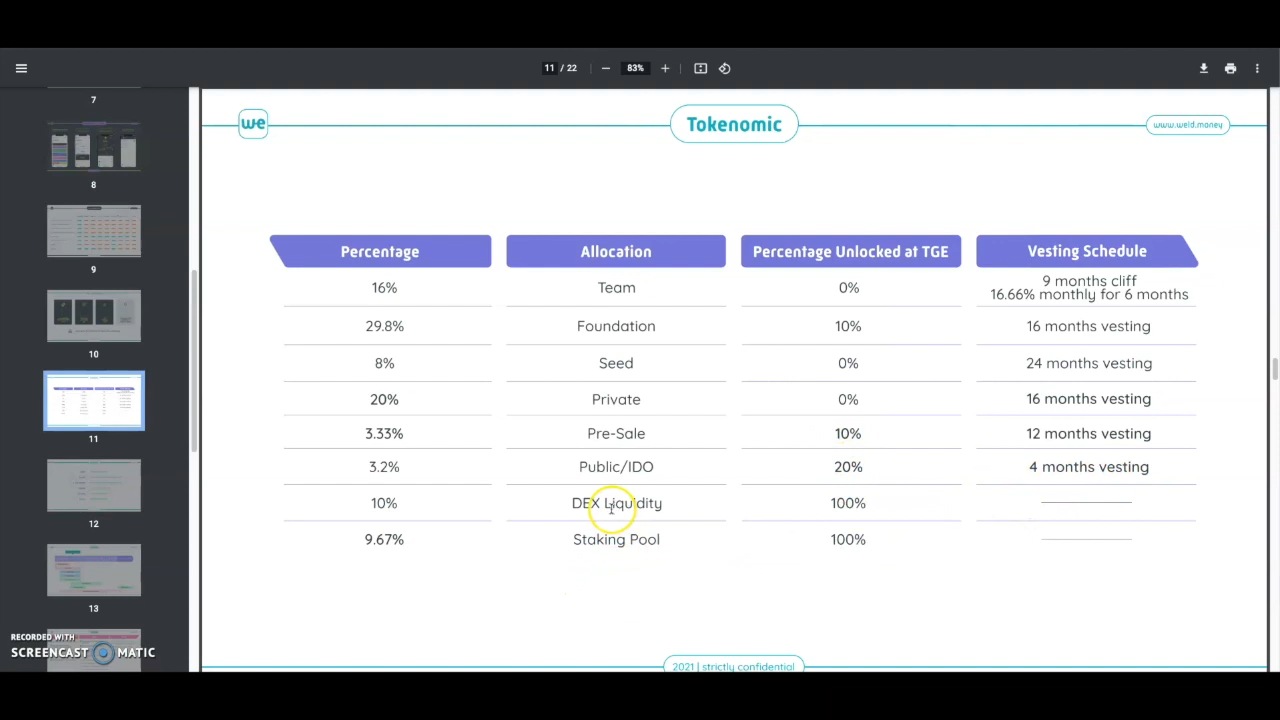 11 / 22
83%
7
8
9
10
11
12
13
we
Tokenomic
www.weld.money
Percentage Allocation Percentage Unlocked at TGE Vesting Schedule
16% Team 0% 9 months cliff
16.66% monthly for 6 months
29.8% Foundation 10% 16 months vesting
8% Seed 0% 24 months vesting
20% Private 0% 16 months vesting
3.33% Pre-Sale 10% 12 months vesting
3.2% Public/IDO 20% 4 months vesting
10% DEX Liquidity 100%
9.67% Staking Pool 100%
2021 | strictly confidential
RECORDED WITH
SCREENCAST MATIC